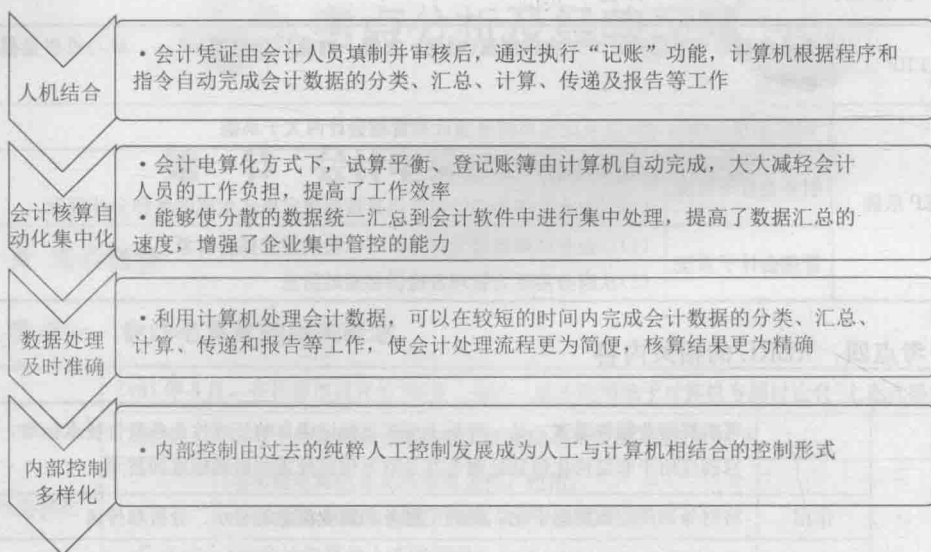 人机结合
• 会计凭证由会计人员填制并审核后，通过执行“记账”功能，计算机根据程序和
指令自动完成会计数据的分类、汇总、计算、传递及报告等工作
会计核算自
动化集中化
• 会计电算化方式下，试算平衡、登记账簿由计算机自动完成，大大减轻会计
人员的工作负担，提高了工作效率
• 能够使分散的数据统一汇总到会计软件中进行集中处理，提高了数据汇总的
速度，增强了企业集中管控的能力
数据处理
及时准确
• 利用计算机处理会计数据，可以在较短的时间内完成会计数据的分类、汇总、
计算、传递和报告等工作，使会计处理流程更为简便，核算结果更为精确
内部控制
多样化
• 内部控制由过去的纯粹人工控制发展成为人工与计算机相结合的控制形式